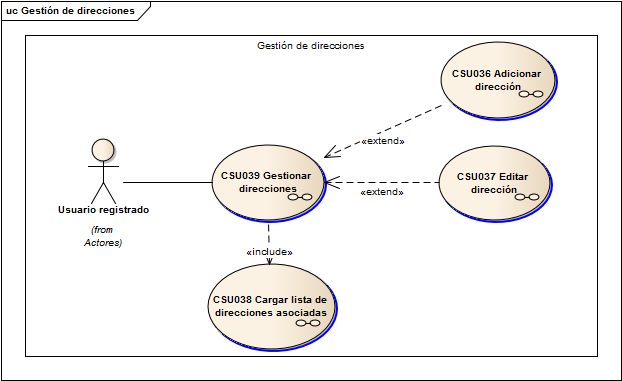 uc Gestión de direcciones
Gestión de direcciones
CSU036 Adicionar
dirección
«extend»
CSU039 Gestionar
direcciones
CSU037 Editar
dirección
«extend»
Usuario registrado
(from
Actores)
«include»
CSU038 Cargar lista de
direcciones asociadas